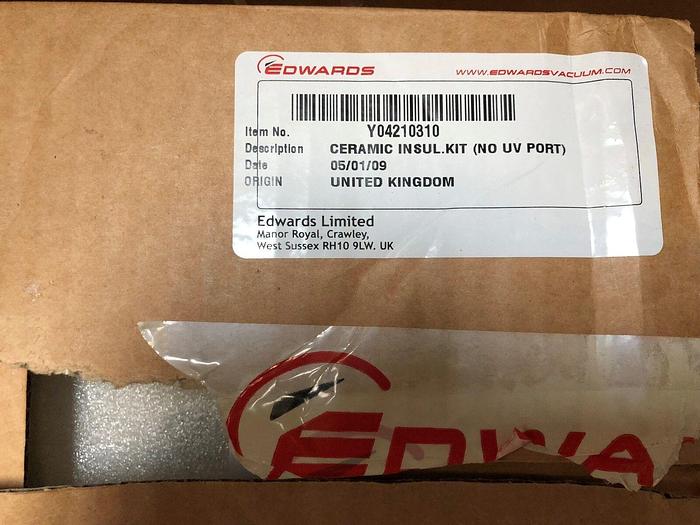 EDWARDS WWW.EDWARDSVACUUM.COM
Item No. Y04210310
Description CERAMIC INSUL.KIT (NO UV PORT)
Date 05/01/09
ORIGIN UNITED KINGDOM
Edwards Limited
Manor Royal, Crawley,
West Sussex RH10 9LW. UK
EDWA